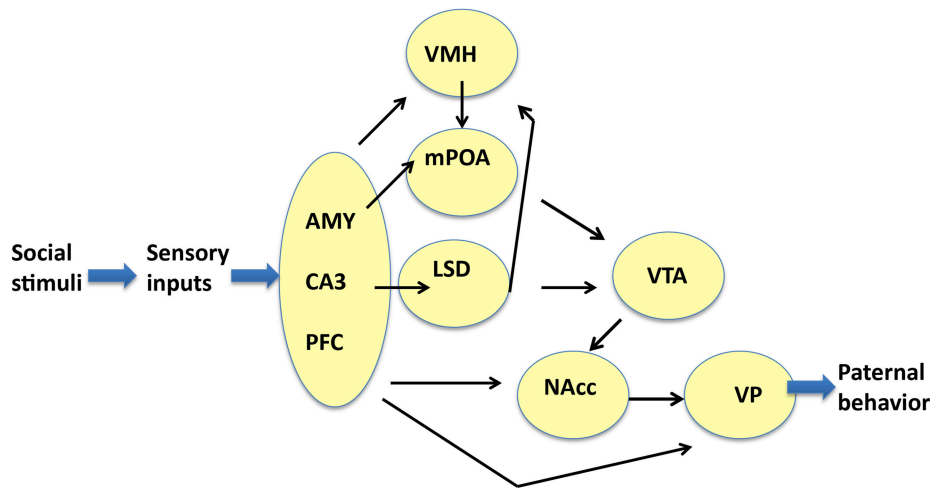 VMH
mPOA
AMY
Social
stimuli
Sensory
inputs
CA3
LSD
VTA
PFC
NAcc
VP
Paternal
behavior